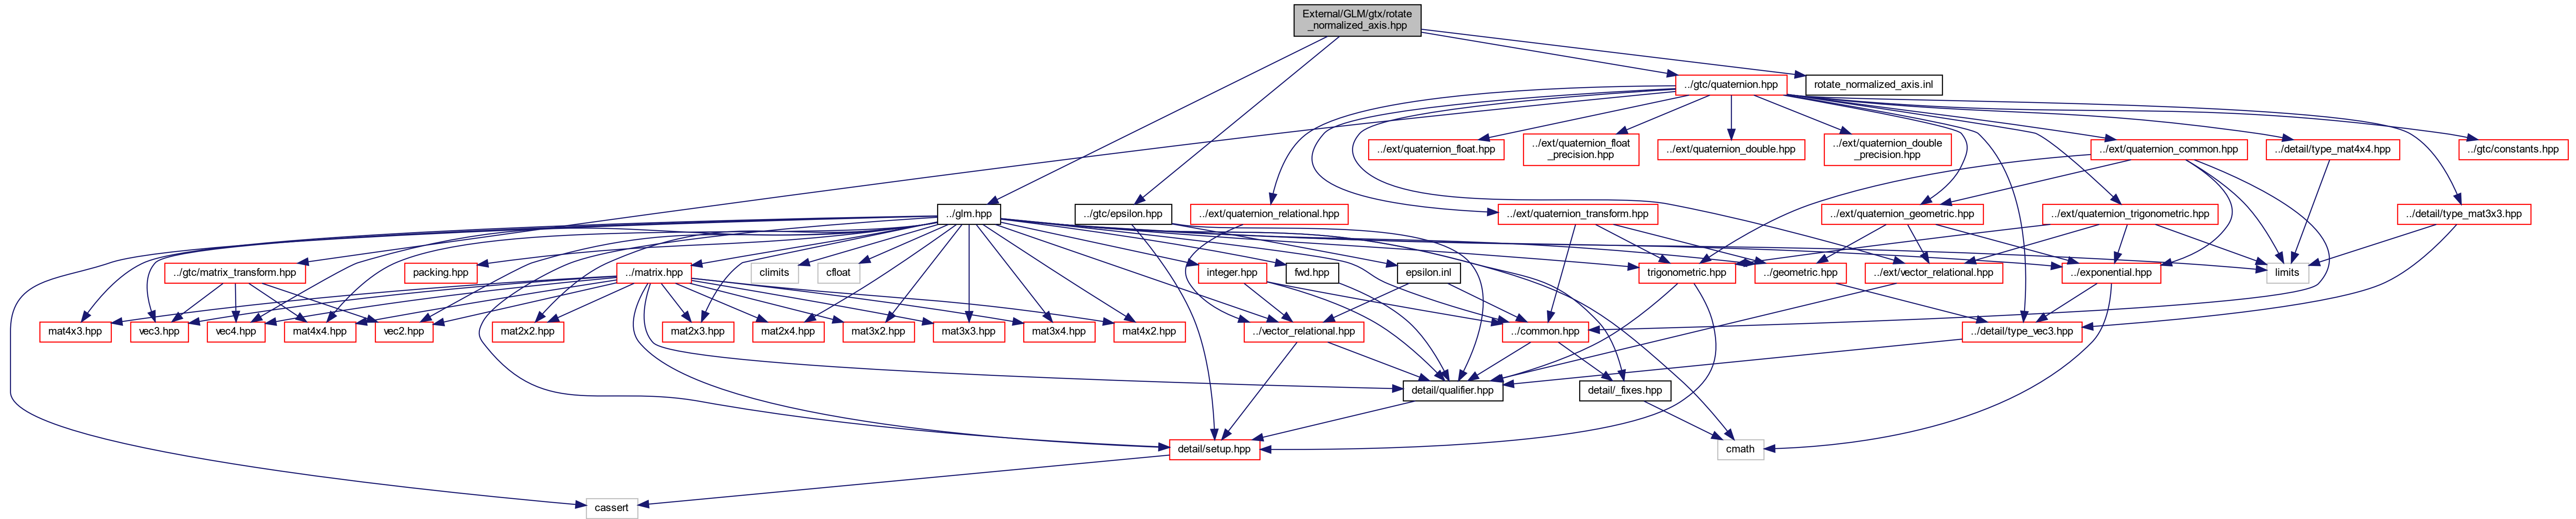 External/GLM/gtx/rotate
_normalized_axis.hpp
../gtc/quaternion.hpp
rotate_normalized_axis.inl
../ext/quaternion_float.hpp
../ext/quaternion_float
_precision.hpp
../ext/quaternion_double.hpp
../ext/quaternion_double
_precision.hpp
../ext/quaternion_common.hpp
../detail/type_mat4x4.hpp
../gtc/constants.hpp
../glm.hpp
../gtc/epsilon.hpp
../ext/quaternion_relational.hpp
../ext/quaternion_transform.hpp
../ext/quaternion_geometric.hpp
../ext/quaternion_trigonometric.hpp
../detail/type_mat3x3.hpp
../gtc/matrix_transform.hpp
packing.hpp
../matrix.hpp
climits
cfloat
integer.hpp
fwd.hpp
epsilon.inl
trigonometric.hpp
../geometric.hpp
../ext/vector_relational.hpp
../exponential.hpp
limits
mat4x3.hpp
vec3.hpp
vec4.hpp
mat4x4.hpp
vec2.hpp
mat2x2.hpp
mat2x3.hpp
mat2x4.hpp
mat3x2.hpp
mat3x3.hpp
mat3x4.hpp
mat4x2.hpp
../vector_relational.hpp
../common.hpp
../detail/type_vec3.hpp
detail/qualifier.hpp
detail/_fixes.hpp
detail/setup.hpp
cmath
cassert